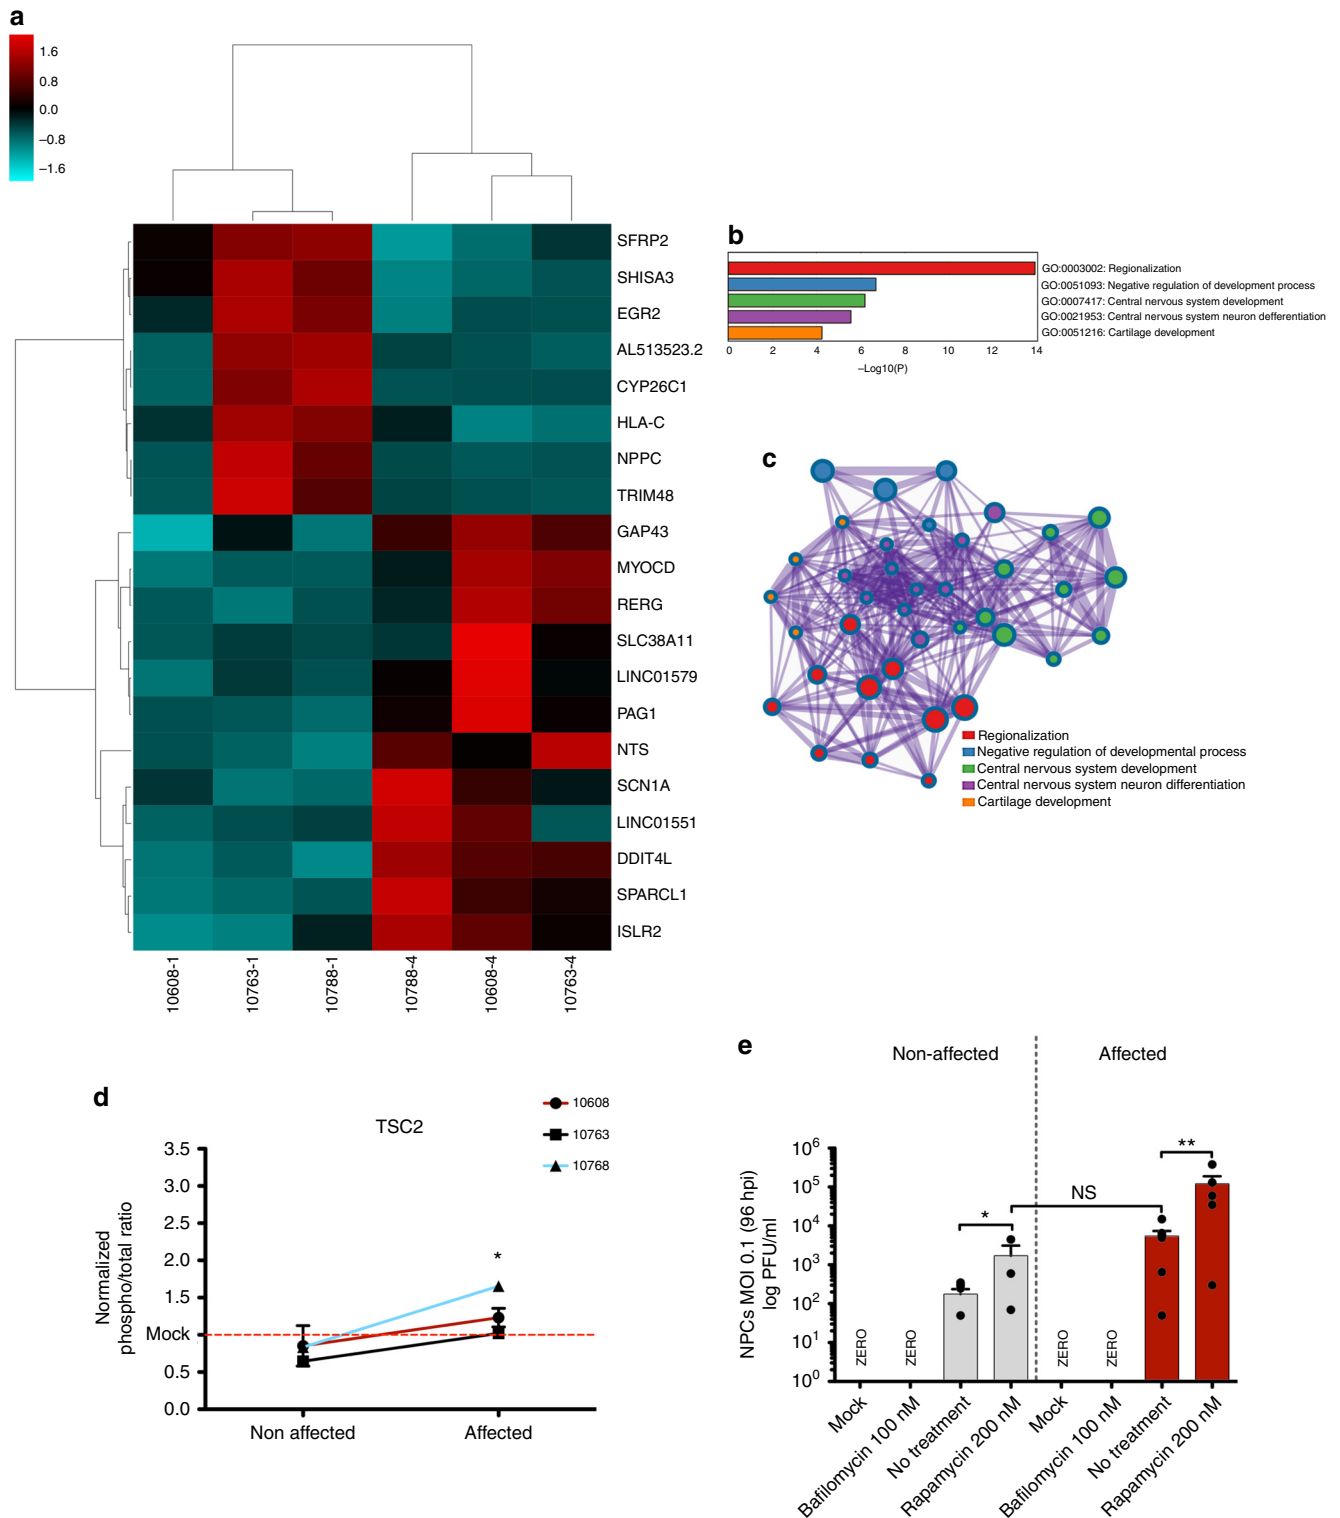 a
1.6
0.8
0.0
−0.8
−1.6
SFRP2
SHISA3
EGR2
AL513523.2
CYP26C1
HLA-C
NPPC
TRIM48
GAP43
MYOCD
RERG
SLC38A11
LINC01579
PAG1
NTS
SCN1A
LINC01551
DDIT4L
SPARCL1
ISLR2
10608-1
10763-1
10788-1
10788-4
10608-4
10763-4
b
GO:0003002: Regionalization
GO:0051093: Negative regulation of development process
GO:0007417: Central nervous system development
GO:0021953: Central nervous system neuron defferentiation
GO:0051216: Cartilage development
0 2 4 6 8 10 12 14
−Log10(P)
c
Regionalization
Negative regulation of developmental process
Central nervous system development
Central nervous system neuron differentiation
Cartilage development
d
TSC2
10608
10763
10768
Normalized
phospho/total ratio
3.5
3.0
2.5
2.0
1.5
Mock
0.5
0.0
*
Non affected
Affected
e
Non-affected
Affected
NPCs MOI 0.1 (96 hpi)
log PFU/ml
10⁶
10⁵
10⁴
10³
10²
10¹
10⁰
*
NS
**
ZERO
ZERO
ZERO
ZERO
Mock
Bafilomycin 100 nM
No treatment
Rapamycin 200 nM
Mock
Bafilomycin 100 nM
No treatment
Rapamycin 200 nM